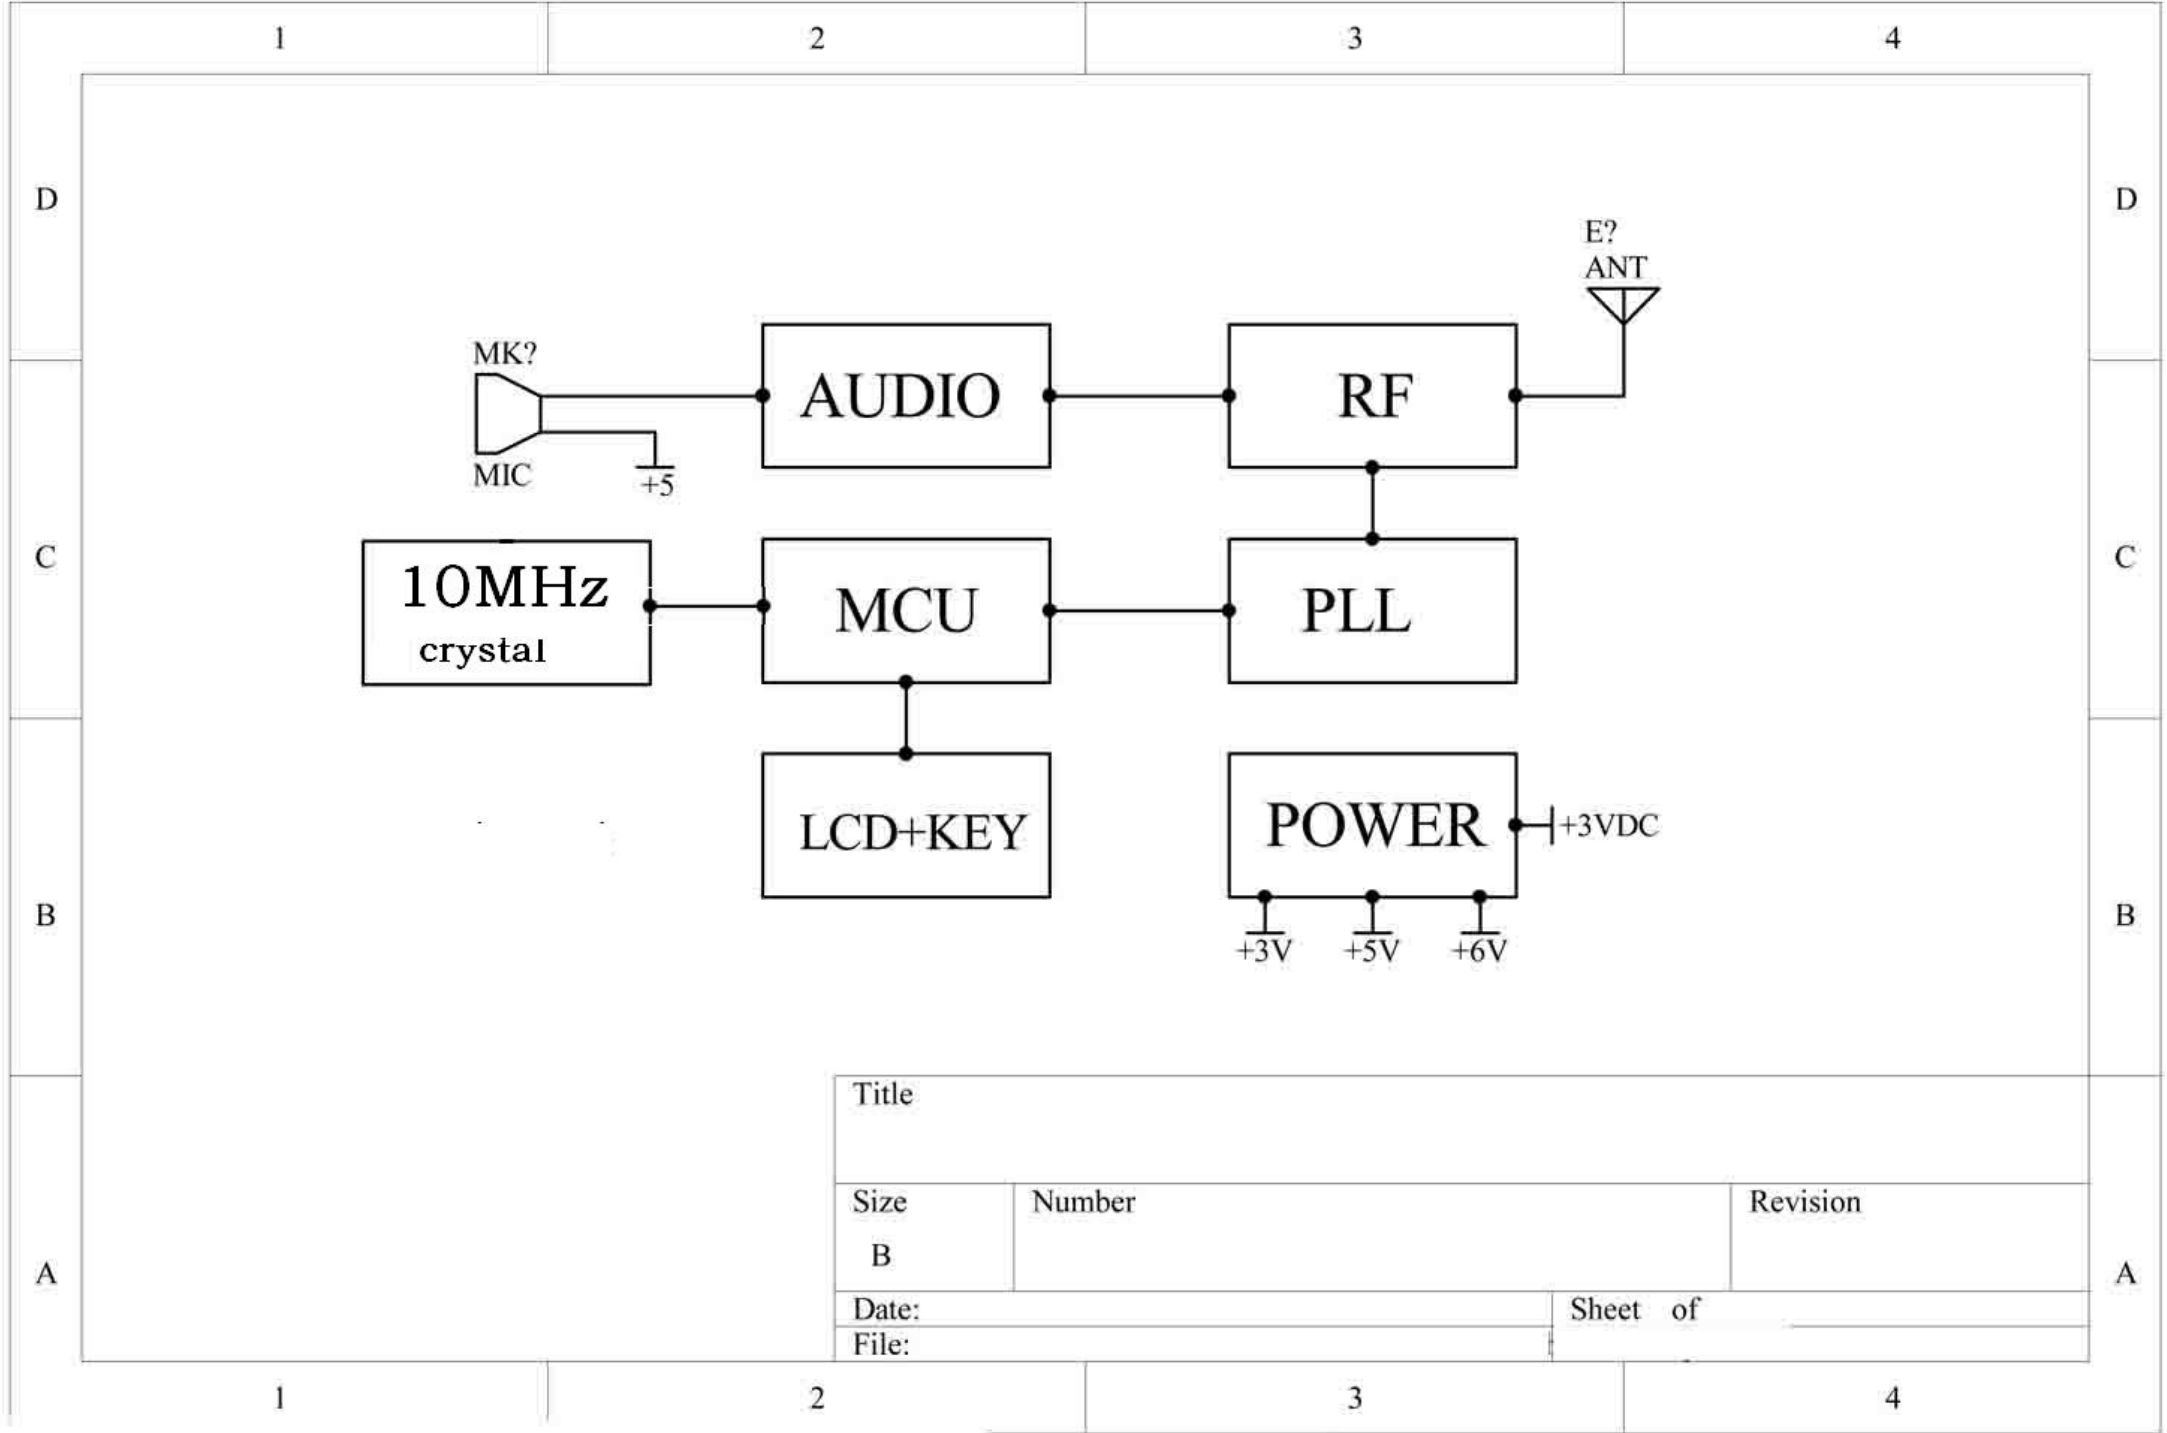 1 2 3 4
D D
E?
ANT
MK?
AUDIO RF
MIC +5
C C
10MHz
crystal
MCU PLL
LCD+KEY POWER +3VDC
B B
+3V +5V +6V
Title
Size Number Revision
B
A A
Date: Sheet of
File:
1 2 3 4